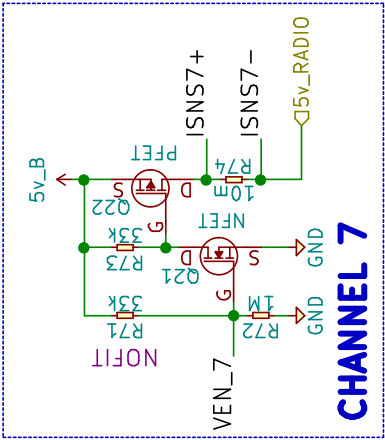 ISNS7+
ISNS7-
5v_RADIO
5v_B
PFET
R74
S
D
10m
Q22
G
33k
NFET
R73
D
S
Q21
GND
G
33k
1M
R71
R72
GND
NOFIT
VEN_7
CHANNEL 7